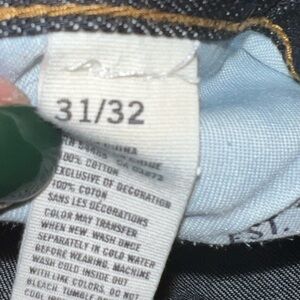 31/32
100% COTTON
EXCLUSIVE OF DECORATION
100% COTON
SANS LES DÉCORATIONS
COLOR MAY TRANSFER
WHEN NEW. WASH ONCE
SEPARATELY IN COLD WATER
BEFORE WEARING. MACHINE
WASH COLD INSIDE OUT
WITH LIKE COLORS. DO NOT
BLEACH. TUMBLE
EST.